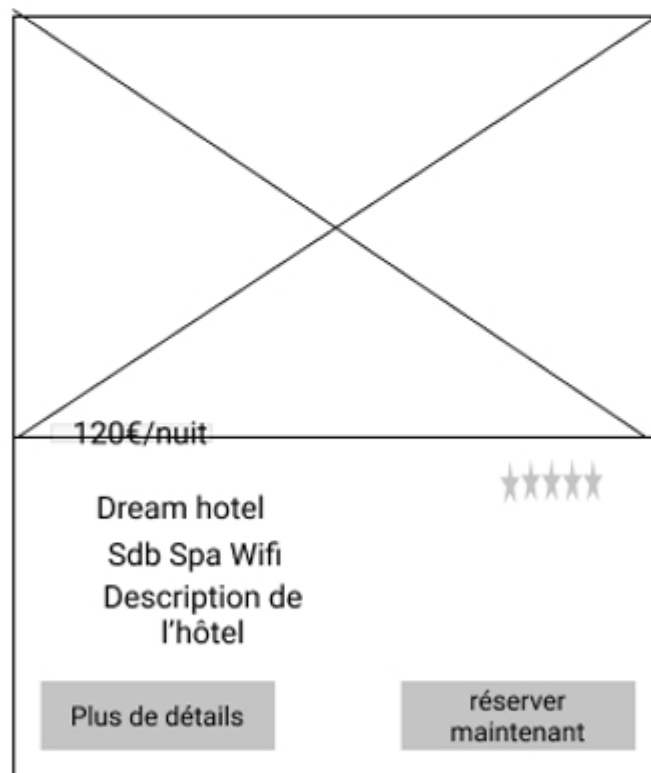 120€/nuit
Dream hotel
Sdb Spa Wifi
Description de
l'hôtel
Plus de détails
réserver
maintenant